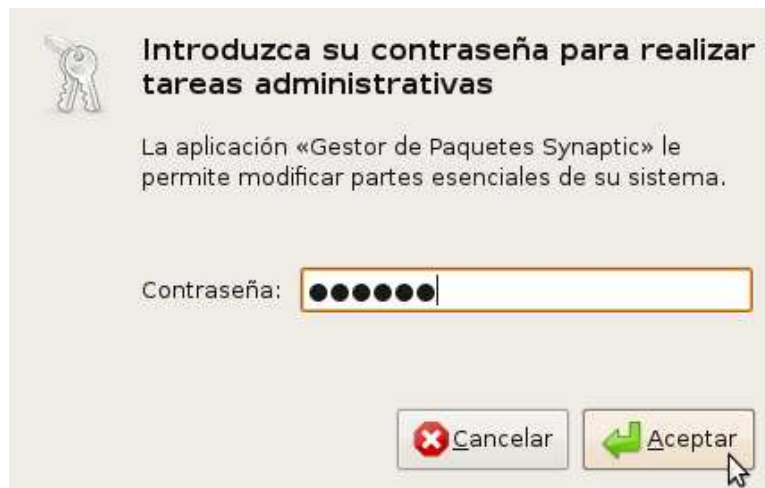 Introduzca su contraseña para realizar
tareas administrativas
La aplicación «Gestor de Paquetes Synaptic» le
permite modificar partes esenciales de su sistema.
Contraseña: ●●●●●●
Cancelar Aceptar